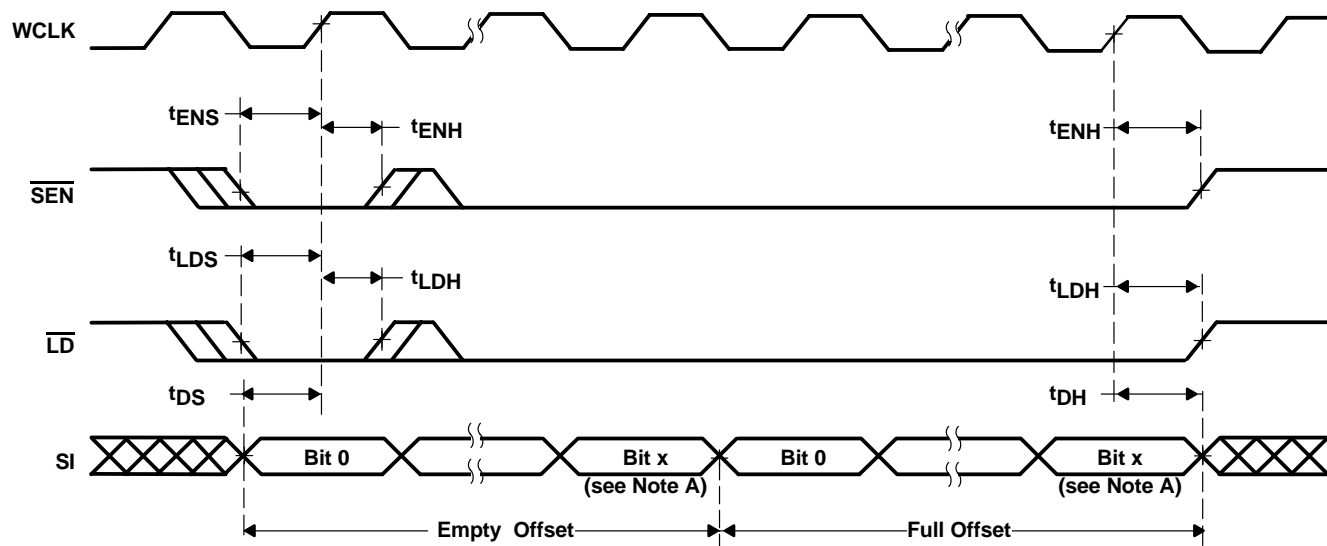 WCLK
tENS
tENH
tENH
SEN
tLDS
tLDH
tLDH
LD
tDS
tDH
SI
Bit 0
Bit x
Bit 0
Bit x
(see Note A)
(see Note A)
Empty Offset
Full Offset